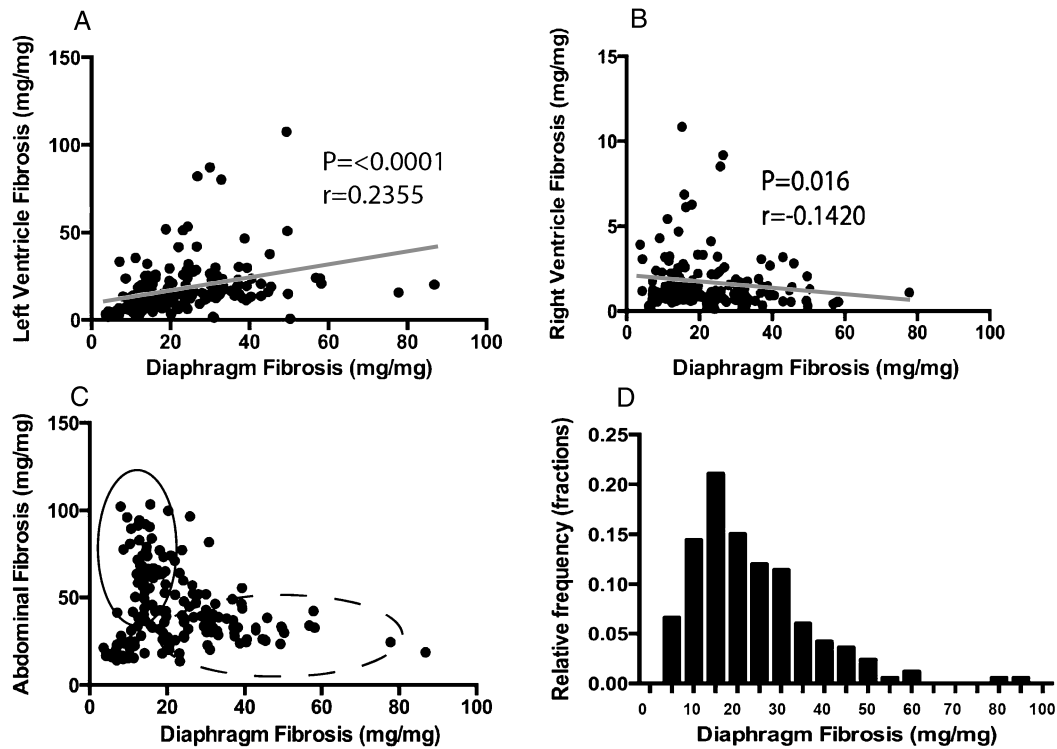 A
Left Ventricle Fibrosis (mg/mg)
150
100
50
0
P=<0.0001
r=0.2355
0 20 40 60 80 100
Diaphragm Fibrosis (mg/mg)
B
Right Ventricle Fibrosis (mg/mg)
15
10
5
0
P=0.016
r=-0.1420
0 20 40 60 80 100
Diaphragm Fibrosis (mg/mg)
C
Abdominal Fibrosis (mg/mg)
150
100
50
0
0 20 40 60 80 100
Diaphragm Fibrosis (mg/mg)
D
Relative frequency (fractions)
0.25
0.20
0.15
0.10
0.05
0.00
0 10 20 30 40 50 60 70 80 90 100
Diaphragm Fibrosis (mg/mg)